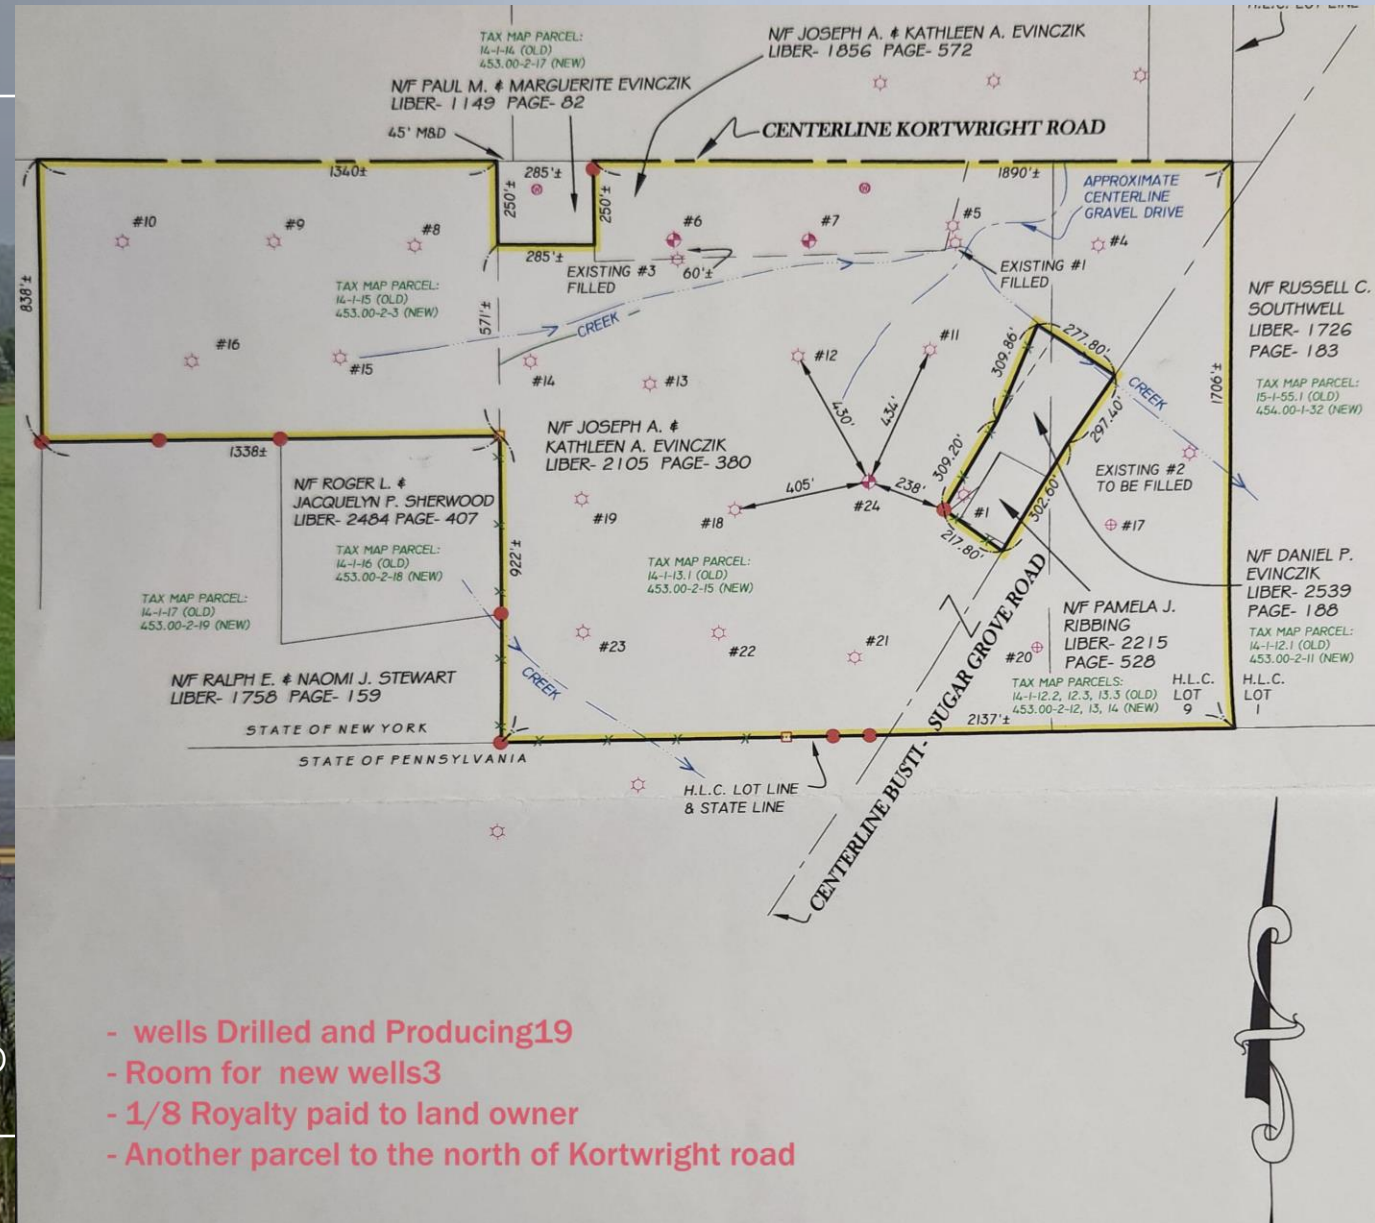 H.L.C. LOT LINE
TAX MAP PARCEL:
14-1-14 (OLD)
453.00-2-17 (NEW)
N/F JOSEPH A. & KATHLEEN A. EVINCZIK
LIBER- 1856 PAGE- 572
N/F PAUL M. & MARGUERITE EVINCZIK
LIBER- 1149 PAGE- 82
45' M&D
CENTERLINE KORTWRIGHT ROAD
1340±
285'±
250'±
250'±
1890'±
APPROXIMATE
CENTERLINE
GRAVEL DRIVE
#10
#9
#8
#6
#7
#5
#4
285'±
EXISTING #3
FILLED
60'±
EXISTING #1
FILLED
838'±
TAX MAP PARCEL:
14-1-15 (OLD)
453.00-2-3 (NEW)
571'±
CREEK
N/F RUSSELL C.
SOUTHWELL
LIBER- 1726
PAGE- 183
TAX MAP PARCEL:
15-1-55.1 (OLD)
454.00-1-32 (NEW)
#16
#15
#14
#13
#12
#11
309.86'
277.80'
CREEK
1706'±
430'
434'
297.40'
1338±
N/F JOSEPH A. &
KATHLEEN A. EVINCZIK
LIBER- 2105 PAGE- 380
309.20'
EXISTING #2
TO BE FILLED
N/F ROGER L. &
JACQUELYN P. SHERWOOD
LIBER- 2484 PAGE- 407
405'
238'
302.60'
#19
#18
#24
#1
#17
217.80'
TAX MAP PARCEL:
14-1-16 (OLD)
453.00-2-18 (NEW)
922'±
TAX MAP PARCEL:
14-1-13.1 (OLD)
453.00-2-15 (NEW)
N/F DANIEL P.
EVINCZIK
LIBER- 2539
PAGE- 188
TAX MAP PARCEL:
14-1-12.1 (OLD)
453.00-2-11 (NEW)
TAX MAP PARCEL:
14-1-17 (OLD)
453.00-2-19 (NEW)
N/F PAMELA J.
RIBBING
LIBER- 2215
PAGE- 528
#23
#22
#21
#20
TAX MAP PARCELS:
14-1-12.2, 12.3, 13.3 (OLD)
453.00-2-12, 13, 14 (NEW)
H.L.C.
LOT
9
H.L.C.
LOT
1
N/F RALPH E. & NAOMI J. STEWART
LIBER- 1758 PAGE- 159
CREEK
STATE OF NEW YORK
STATE OF PENNSYLVANIA
2137'±
H.L.C. LOT LINE
& STATE LINE
CENTERLINE BUSTI- SUGAR GROVE ROAD
- wells Drilled and Producing19
- Room for new wells3
- 1/8 Royalty paid to land owner
- Another parcel to the north of Kortwright road